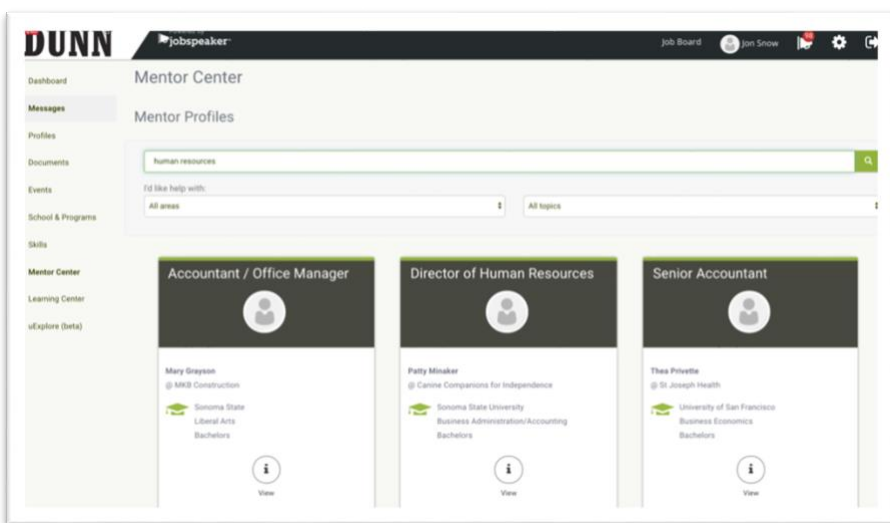 DUNN
jobspeaker
Job Board
Jon Snow
Dashboard
Messages
Profiles
Documents
Events
School & Programs
Skills
Mentor Center
Learning Center
uExplore (beta)
Mentor Center
Mentor Profiles
human resources
I'd like help with:
All areas
All topics
Accountant / Office Manager
Mary Grayson
@ MKB Construction
Sonoma State
Liberal Arts
Bachelors
View
Director of Human Resources
Patty Minaker
@ Canine Companions for Independence
Sonoma State University
Business Administration/Accounting
Bachelors
View
Senior Accountant
Thea Privette
@ St Joseph Health
University of San Francisco
Business Economics
Bachelors
View